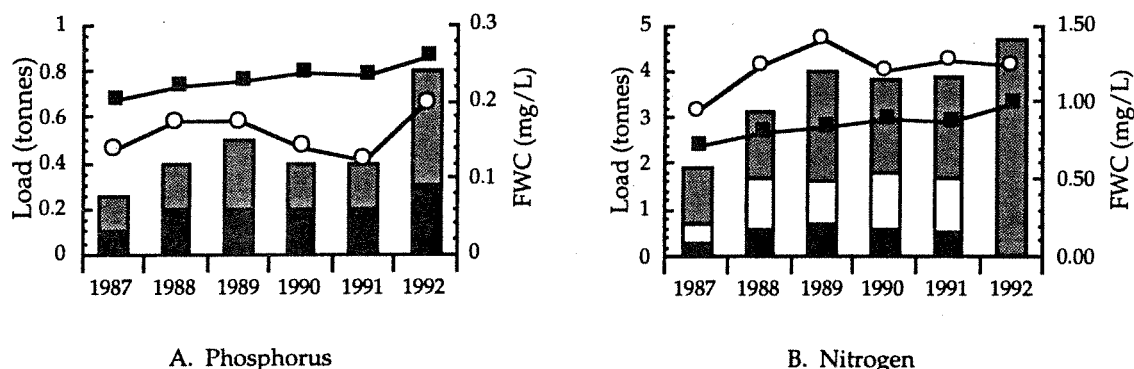 Load (tonnes)
1
0.8
0.6
0.4
0.2
0
0.3
0.2
0.1
0
FWC (mg/L)
1987 1988 1989 1990 1991 1992
A. Phosphorus
Load (tonnes)
5
4
3
2
1
0
1.50
1.00
0.50
0.00
FWC (mg/L)
1987 1988 1989 1990 1991 1992
B. Nitrogen